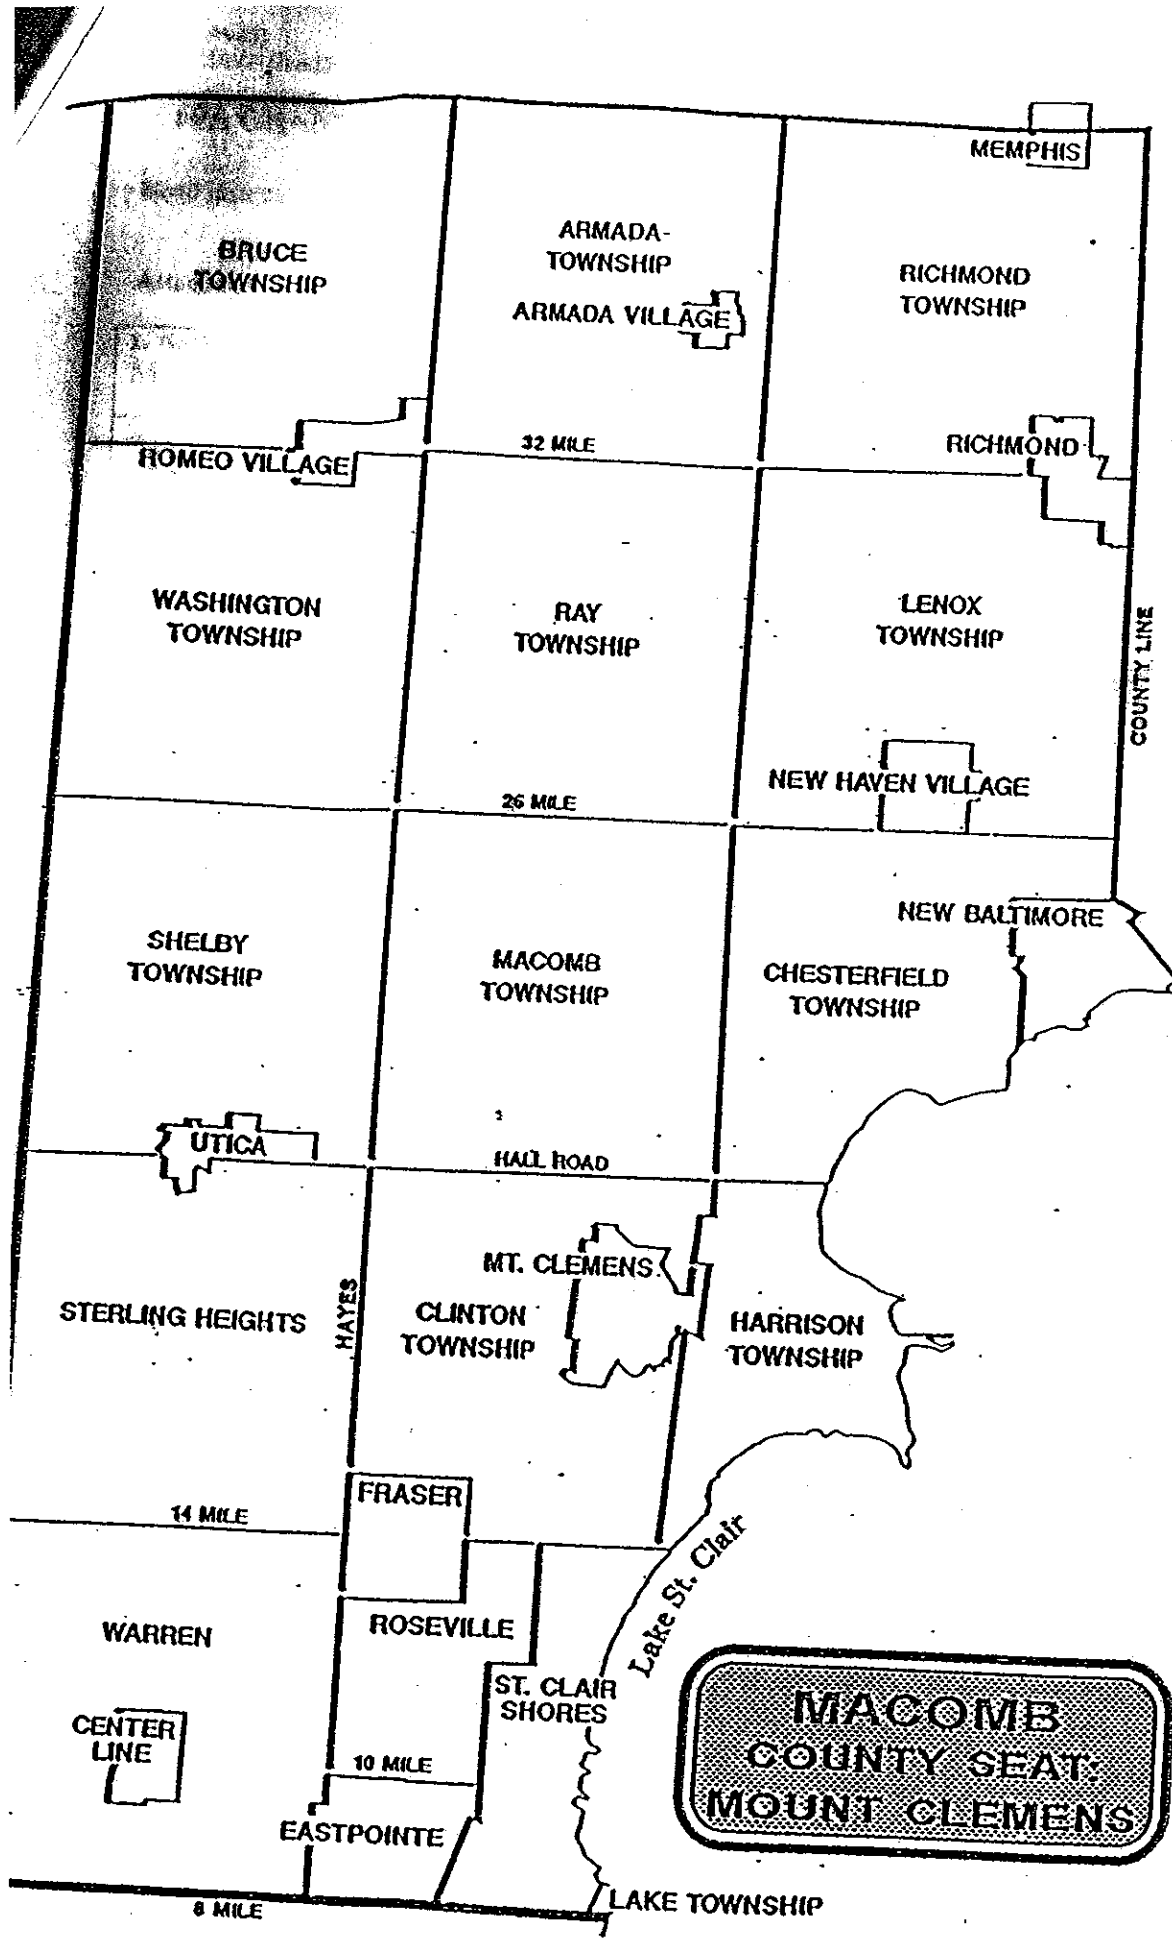 MEMPHIS
BRUCE
TOWNSHIP
ARMADA-
TOWNSHIP
ARMADA VILLAGE
RICHMOND
TOWNSHIP
32 MILE
RICHMOND
ROMEO VILLAGE
WASHINGTON
TOWNSHIP
RAY
TOWNSHIP
LENOX
TOWNSHIP
COUNTY LINE
NEW HAVEN VILLAGE
26 MILE
NEW BALTIMORE
SHELBY
TOWNSHIP
MACOMB
TOWNSHIP
CHESTERFIELD
TOWNSHIP
UTICA
HALL ROAD
MT. CLEMENS
STERLING HEIGHTS
HAYES
CLINTON
TOWNSHIP
HARRISON
TOWNSHIP
FRASER
14 MILE
Lake St. Clair
WARREN
ROSEVILLE
ST. CLAIR
SHORES
CENTER
LINE
10 MILE
EASTPOINTE
8 MILE
LAKE TOWNSHIP
MACOMB
COUNTY SEAT:
MOUNT CLEMENS